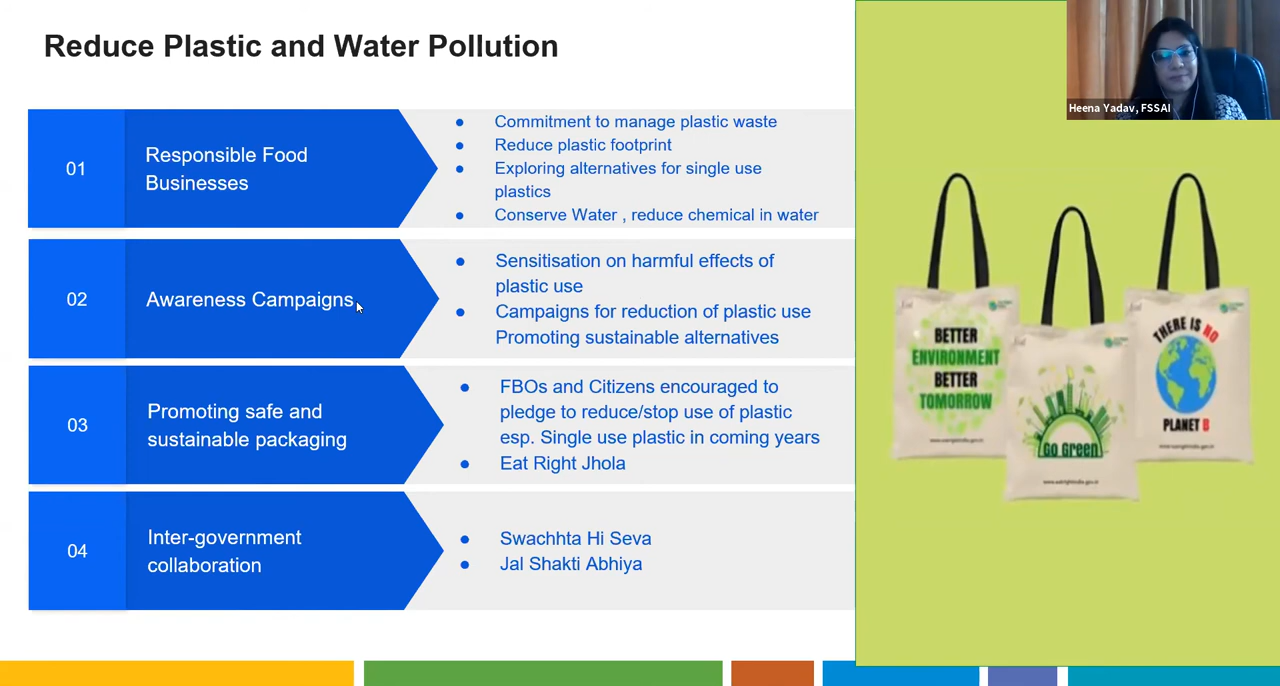 Reduce Plastic and Water Pollution
Heena Yadav, FSSAI
01
Responsible Food
Businesses
● Commitment to manage plastic waste
● Reduce plastic footprint
● Exploring alternatives for single use
plastics
● Conserve Water , reduce chemical in water
02
Awareness Campaigns
● Sensitisation on harmful effects of
plastic use
● Campaigns for reduction of plastic use
Promoting sustainable alternatives
03
Promoting safe and
sustainable packaging
● FBOs and Citizens encouraged to
pledge to reduce/stop use of plastic
esp. Single use plastic in coming years
● Eat Right Jhola
04
Inter-government
collaboration
● Swachhta Hi Seva
● Jal Shakti Abhiya
BETTER
ENVIRONMENT
BETTER
TOMORROW
GO GREEN
THERE IS NO
PLANET B